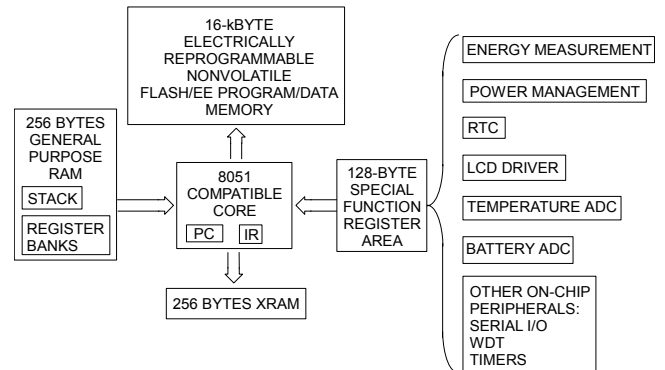 16-kBYTE
ELECTRICALLY
REPROGRAMMABLE
NONVOLATILE
FLASH/EE PROGRAM/DATA
MEMORY
256 BYTES
GENERAL
PURPOSE
RAM
STACK
REGISTER
BANKS
8051
COMPATIBLE
CORE
PC
IR
256 BYTES XRAM
128-BYTE
SPECIAL
FUNCTION
REGISTER
AREA
ENERGY MEASUREMENT
POWER MANAGEMENT
RTC
LCD DRIVER
TEMPERATURE ADC
BATTERY ADC
OTHER ON-CHIP
PERIPHERALS:
SERIAL I/O
WDT
TIMERS